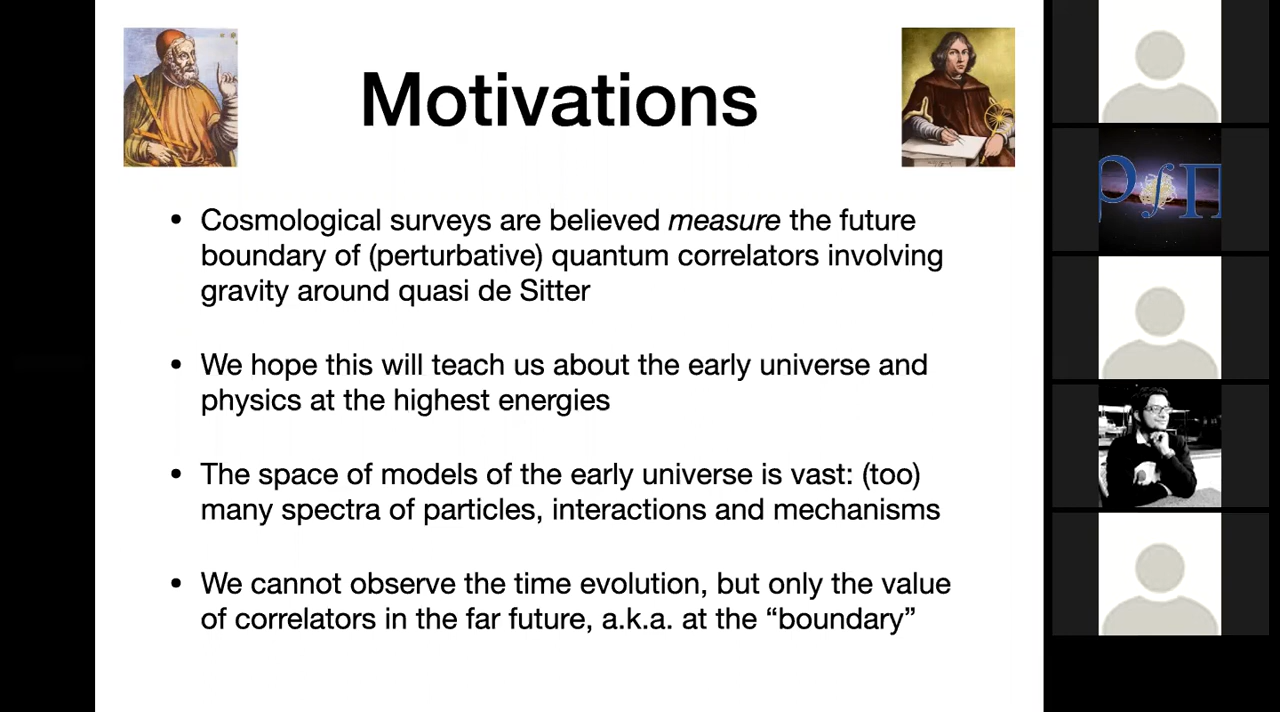 Motivations
• Cosmological surveys are believed measure the future
boundary of (perturbative) quantum correlators involving
gravity around quasi de Sitter
• We hope this will teach us about the early universe and
physics at the highest energies
• The space of models of the early universe is vast: (too)
many spectra of particles, interactions and mechanisms
• We cannot observe the time evolution, but only the value
of correlators in the far future, a.k.a. at the “boundary”
ρ∫Π